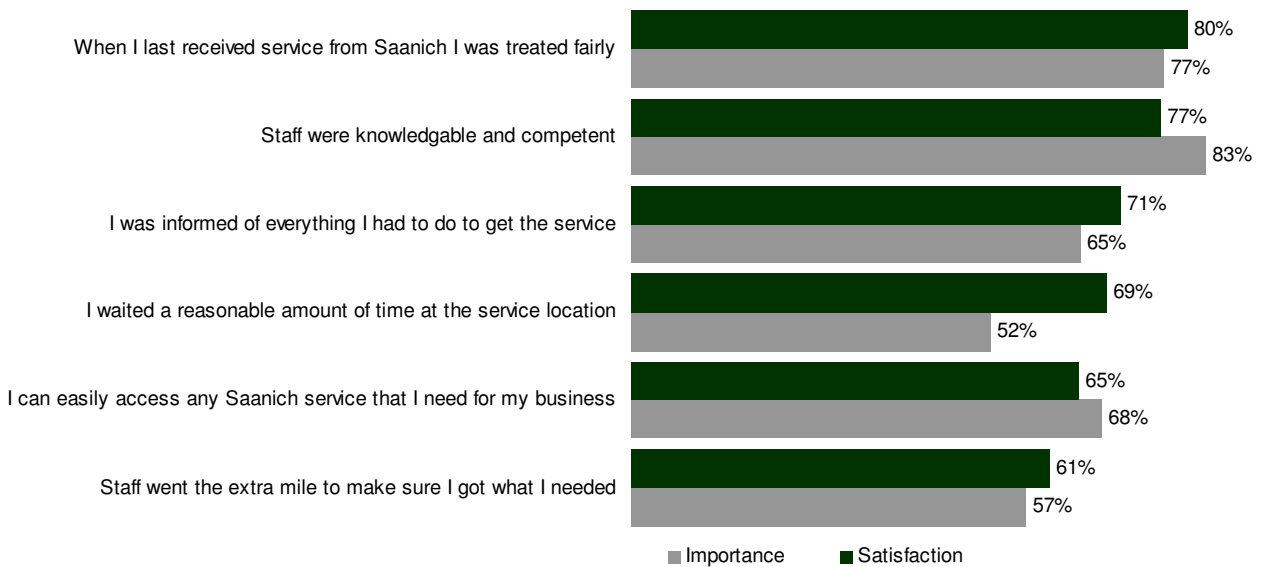 When I last received service from Saanich I was treated fairly
80%
77%
Staff were knowledgable and competent
77%
83%
I was informed of everything I had to do to get the service
71%
65%
I waited a reasonable amount of time at the service location
69%
52%
I can easily access any Saanich service that I need for my business
65%
68%
Staff went the extra mile to make sure I got what I needed
61%
57%
Importance
Satisfaction